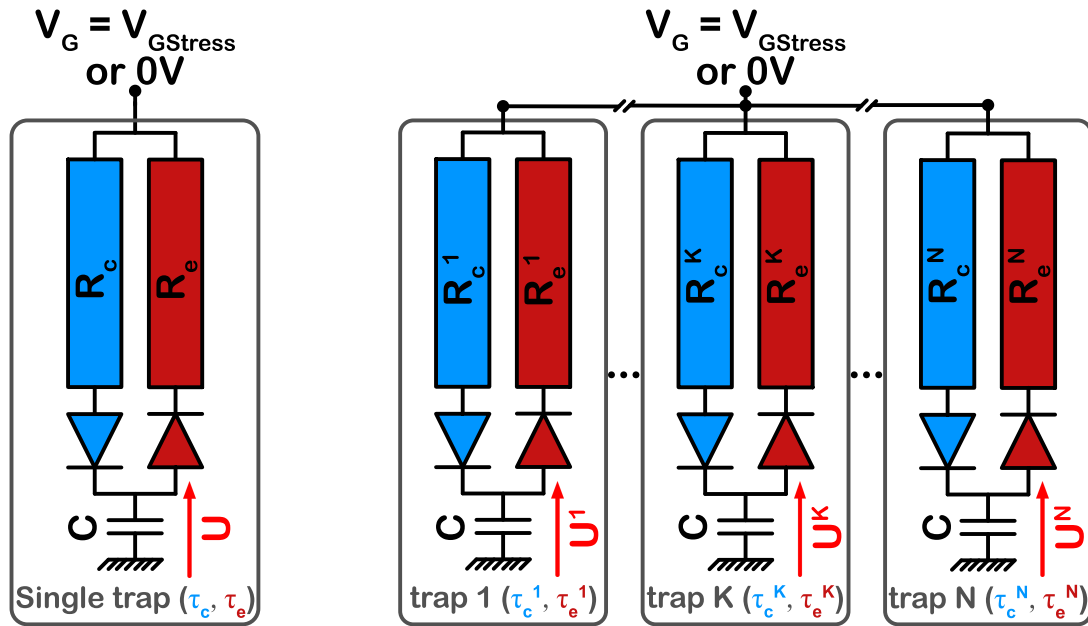 V_G = V_GStress
or 0V
R_c
R_e
C
U
Single trap (τ_c, τ_e)
V_G = V_GStress
or 0V
R_c^1
R_e^1
C
U^1
trap 1 (τ_c^1, τ_e^1)
...
R_c^K
R_e^K
C
U^K
trap K (τ_c^K, τ_e^K)
...
R_c^N
R_e^N
C
U^N
trap N (τ_c^N, τ_e^N)